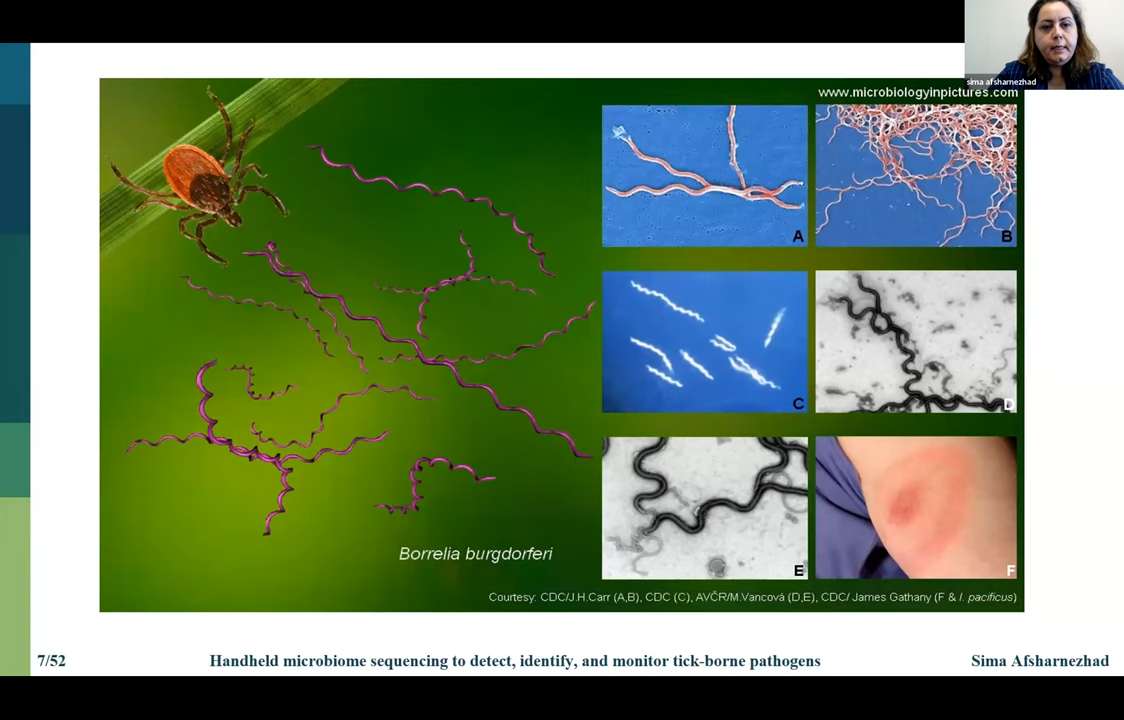 sima afsharnezhad
www.microbiologyinpictures.com
A
B
C
D
E
F
Borrelia burgdorferi
Courtesy: CDC/J.H.Carr (A,B), CDC (C), AVČR/M.Vancová (D,E), CDC/ James Gathany (F & I. pacificus)
7/52 Handheld microbiome sequencing to detect, identify, and monitor tick-borne pathogens Sima Afsharnezhad